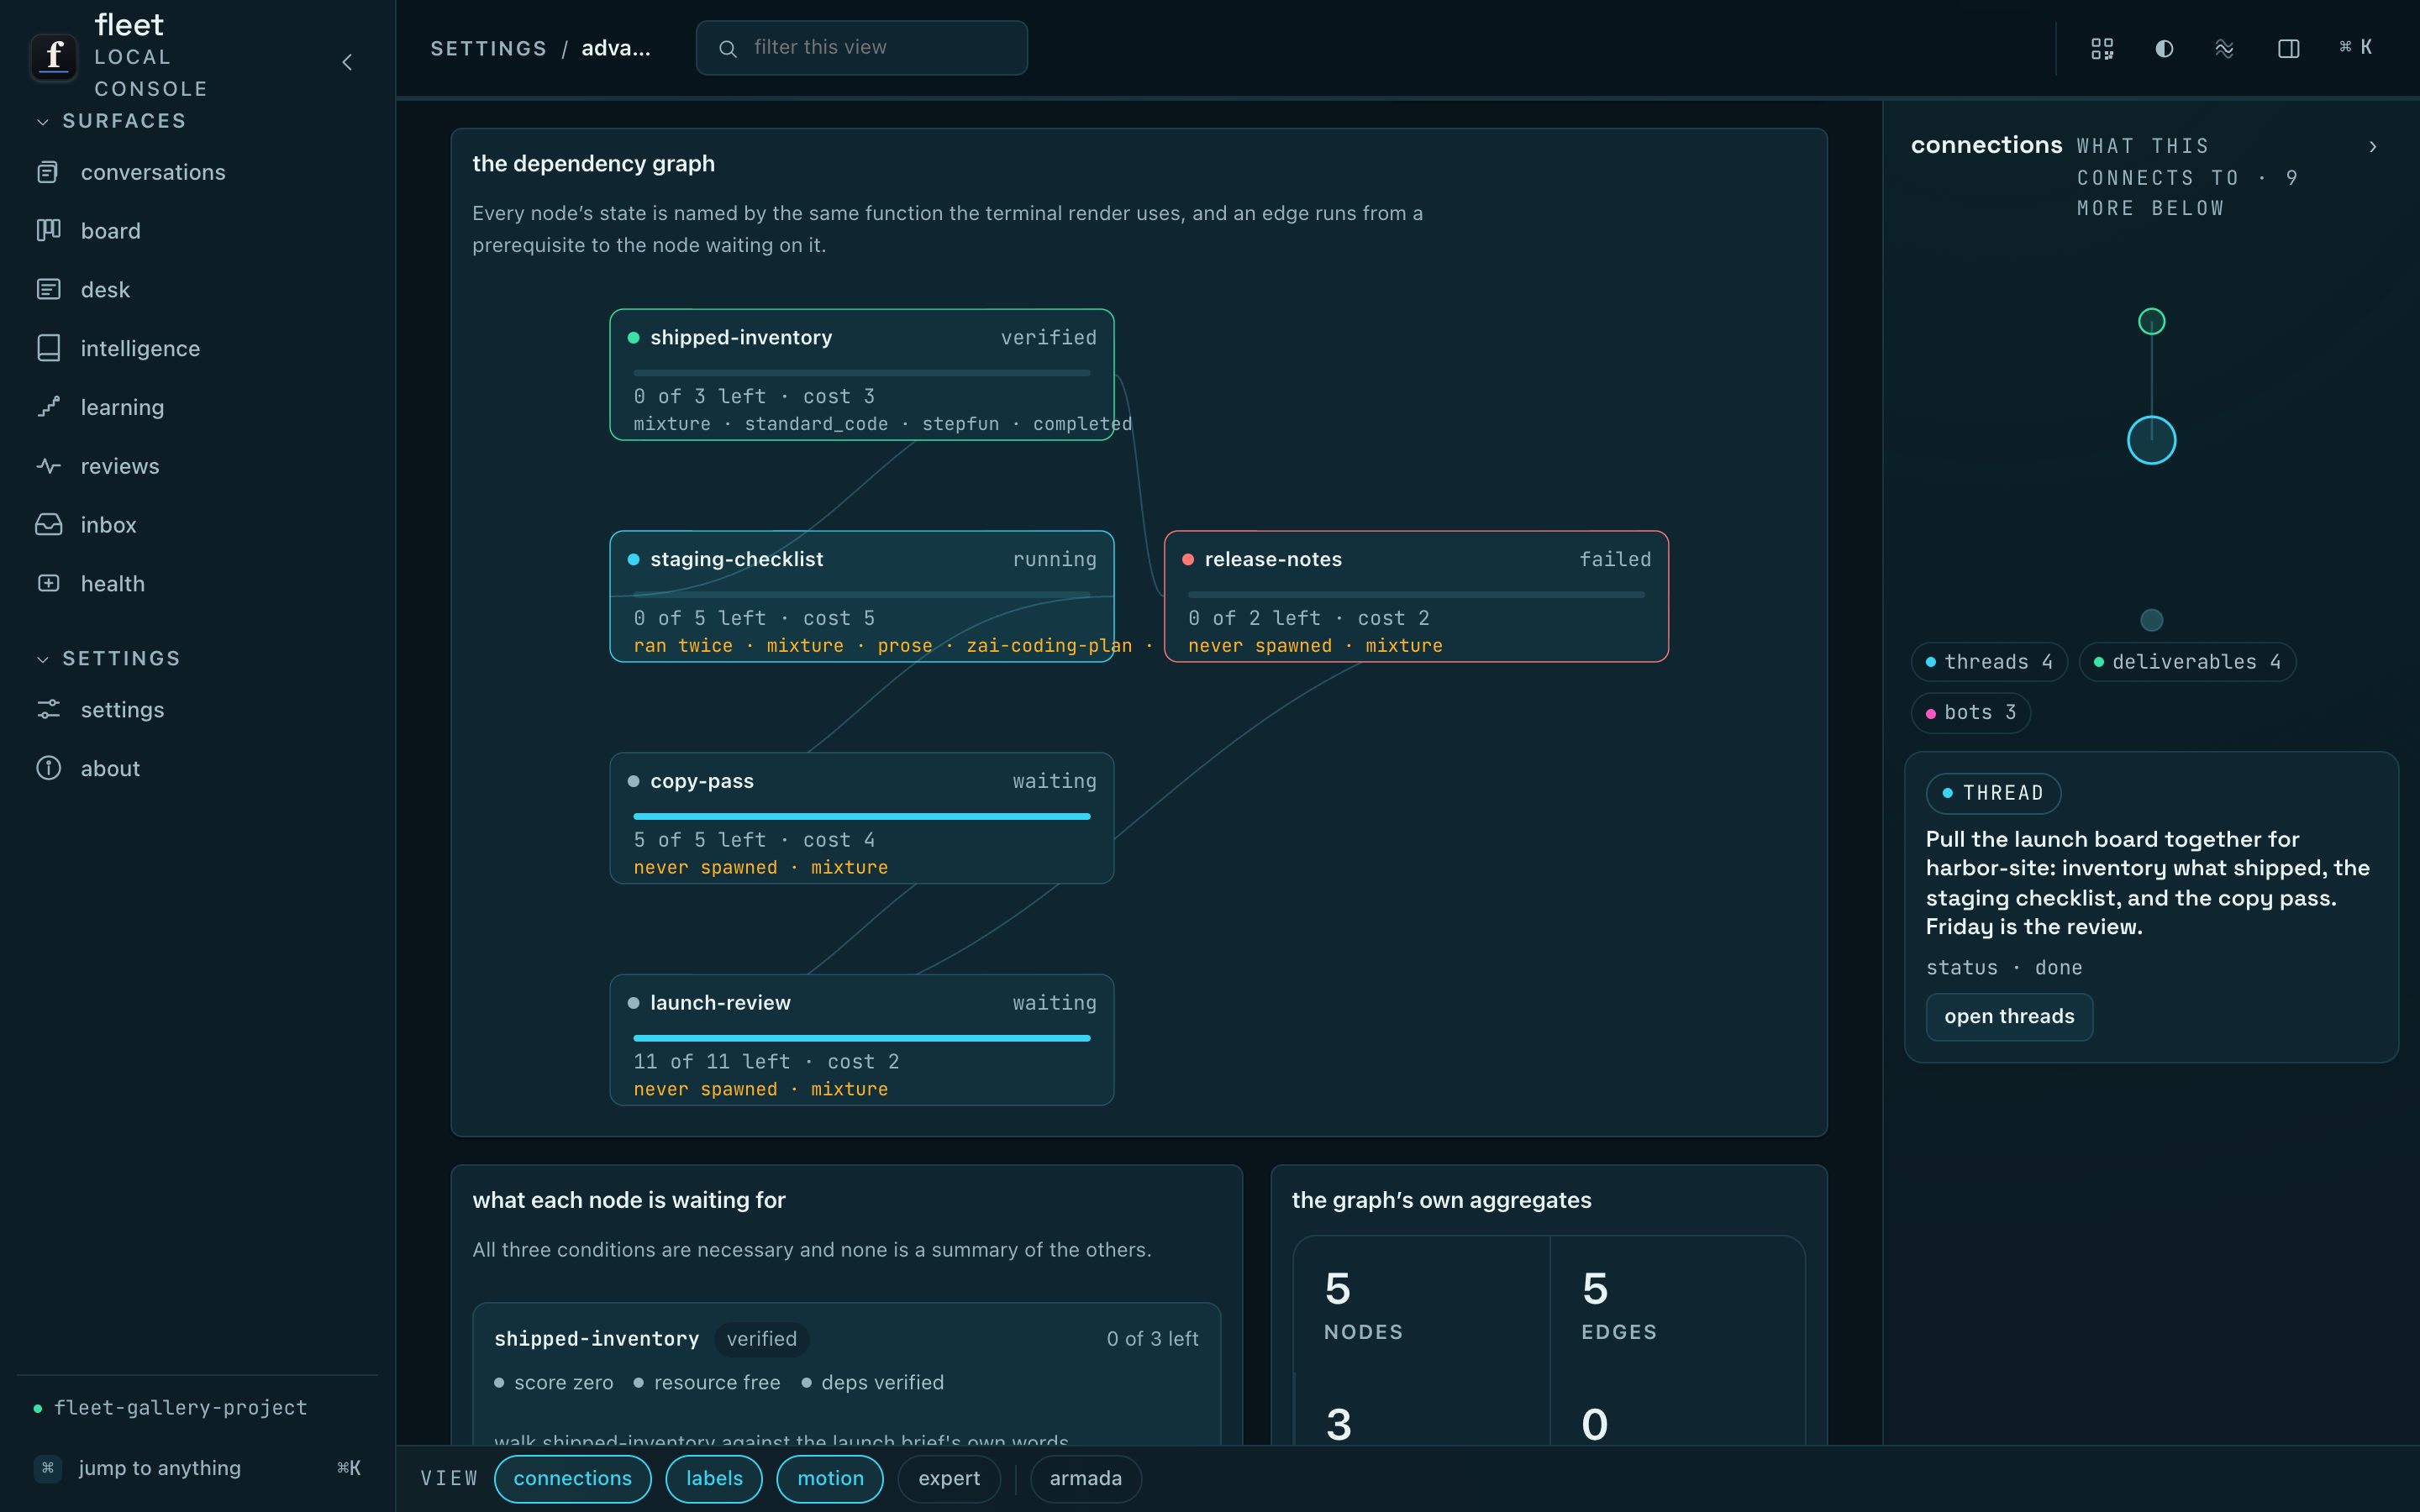 f
fleet
LOCAL
CONSOLE
SURFACES
conversations
board
desk
intelligence
learning
reviews
inbox
health
SETTINGS
settings
about
fleet-gallery-project
⌘ jump to anything ⌘K
SETTINGS / adva...
filter this view
⌘ K
the dependency graph
Every node’s state is named by the same function the terminal render uses, and an edge runs from a
prerequisite to the node waiting on it.
shipped-inventory verified
0 of 3 left · cost 3
mixture · standard_code · stepfun · completed
staging-checklist running
0 of 5 left · cost 5
ran twice · mixture · prose · zai-coding-plan ·
release-notes failed
0 of 2 left · cost 2
never spawned · mixture
copy-pass waiting
5 of 5 left · cost 4
never spawned · mixture
launch-review waiting
11 of 11 left · cost 2
never spawned · mixture
what each node is waiting for
All three conditions are necessary and none is a summary of the others.
shipped-inventory verified 0 of 3 left
score zero resource free deps verified
walk shipped-inventory against the launch brief's own words
the graph’s own aggregates
5 5
NODES EDGES
3 0
connections WHAT THIS
CONNECTS TO · 9
MORE BELOW
threads 4 deliverables 4
bots 3
THREAD
Pull the launch board together for
harbor-site: inventory what shipped, the
staging checklist, and the copy pass.
Friday is the review.
status · done
open threads
VIEW connections labels motion expert armada